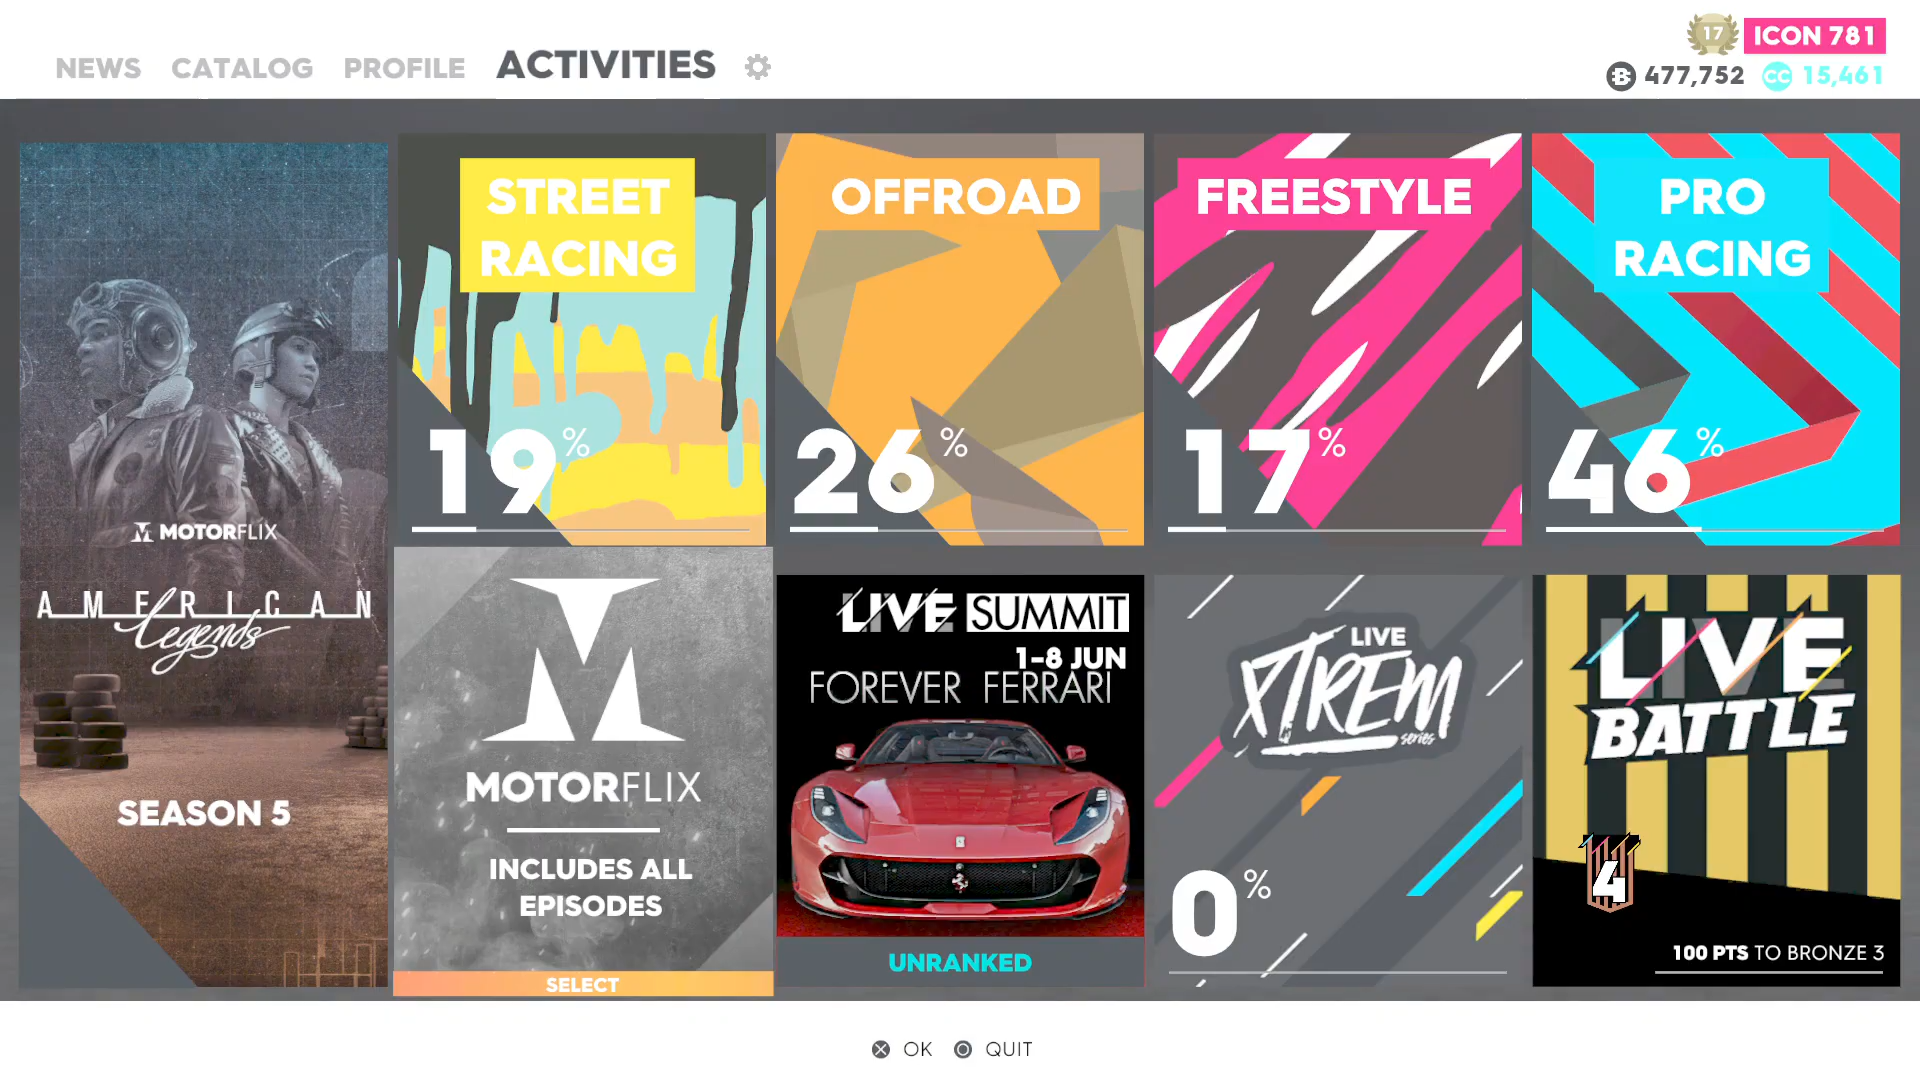 NEWS CATALOG PROFILE ACTIVITIES
17 ICON 781
477,752 CC 15,461
MOTORFLIX
AMERICAN
Legends
SEASON 5
STREET
RACING
19%
OFFROAD
26%
FREESTYLE
17%
PRO
RACING
46%
MOTORFLIX
INCLUDES ALL
EPISODES
SELECT
LIVE SUMMIT
1-8 JUN
FOREVER FERRARI
UNRANKED
LIVE
XTREM
series
0%
LIVE
BATTLE
4
100 PTS TO BRONZE 3
OK QUIT